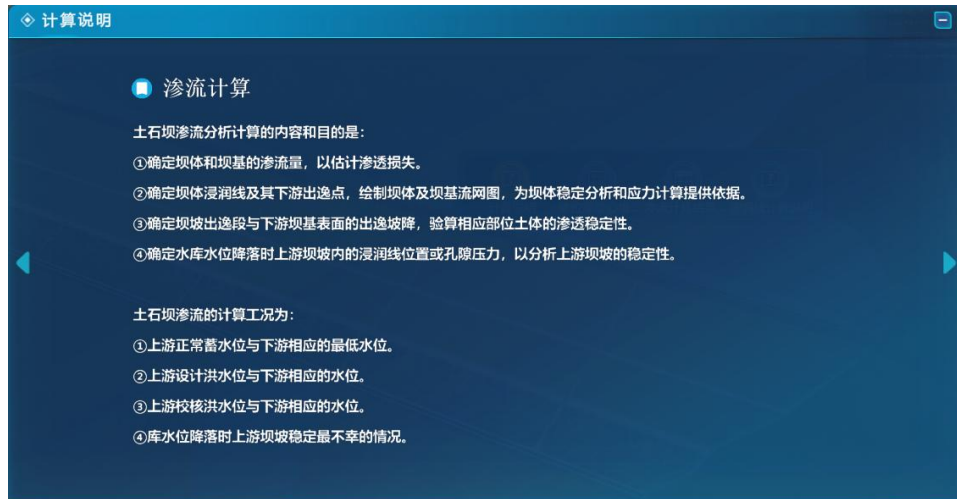 计算说明
渗流计算
土石坝渗流分析计算的内容和目的是：
①确定坝体和坝基的渗流量，以估计渗透损失。
②确定坝体浸润线及其下游出逸点，绘制坝体及坝基流网图，为坝体稳定分析和应力计算提供依据。
③确定坝坡出逸段与下游坝基表面的出逸坡降，验算相应部位土体的渗透稳定性。
④确定水库水位降落时上游坝坡内的浸润线位置或孔隙压力，以分析上游坝坡的稳定性。
土石坝渗流的计算工况为：
①上游正常蓄水位与下游相应的最低水位。
②上游设计洪水位与下游相应的水位。
③上游校核洪水位与下游相应的水位。
④库水位降落时上游坝坡稳定最不幸的情况。